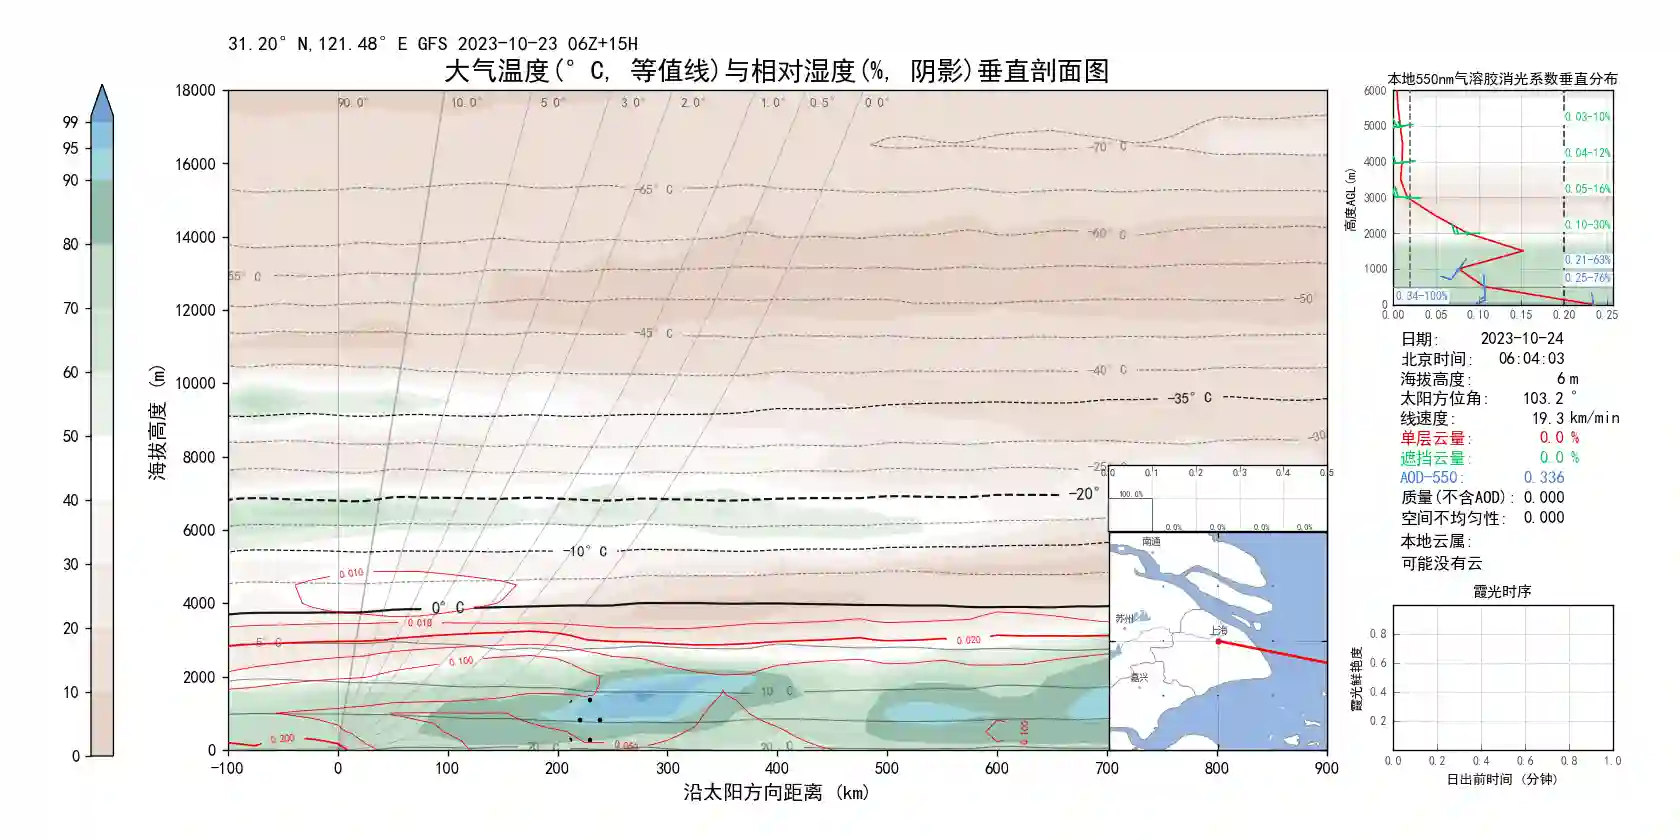 31.20°N,121.48°E GFS 2023-10-23 06Z+15H
大气温度(°C, 等值线)与相对湿度(%, 阴影)垂直剖面图
99
95
90
80
70
60
50
40
30
20
10
0
海拔高度 (m)
18000
16000
14000
12000
10000
8000
6000
4000
2000
0
90.0° 10.0° 5.0° 3.0° 2.0° 1.0° 0.5° 0.0°
-70°C
-65°C
-60°C
55°C
-50°
-45°C
-40°C
-35°C
-30
-25
-20°
-10°C
0.010
0°C
0.010
0.020
5°C
0.100
10 C
0.200
20
0.050
20 C
0.100
-100 0 100 200 300 400 500 600 700 800 900
沿太阳方向距离 (km)
0.0 0.1 0.2 0.3 0.4 0.5
100.0%
0.0% 0.0% 0.0% 0.0%
南通
苏州
上海
嘉兴
本地550nm气溶胶消光系数垂直分布
高度AGL(m)
6000
5000
4000
3000
2000
1000
0
0.03-10%
0.04-12%
0.05-16%
0.10-30%
0.21-63%
0.25-76%
0.34-100%
0.00 0.05 0.10 0.15 0.20 0.25
日期: 2023-10-24
北京时间: 06:04:03
海拔高度: 6 m
太阳方位角: 103.2 °
线速度: 19.3 km/min
单层云量: 0.0 %
遮挡云量: 0.0 %
AOD-550: 0.336
质量(不含AOD): 0.000
空间不均匀性: 0.000
本地云属:
可能没有云
霞光时序
霞光鲜艳度
0.8
0.6
0.4
0.2
0.0 0.2 0.4 0.6 0.8 1.0
日出前时间 (分钟)